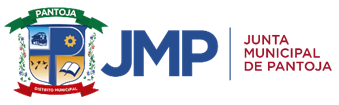 PANTOJA
DISTRITO MUNICIPAL
JMP
JUNTA
MUNICIPAL
DE PANTOJA